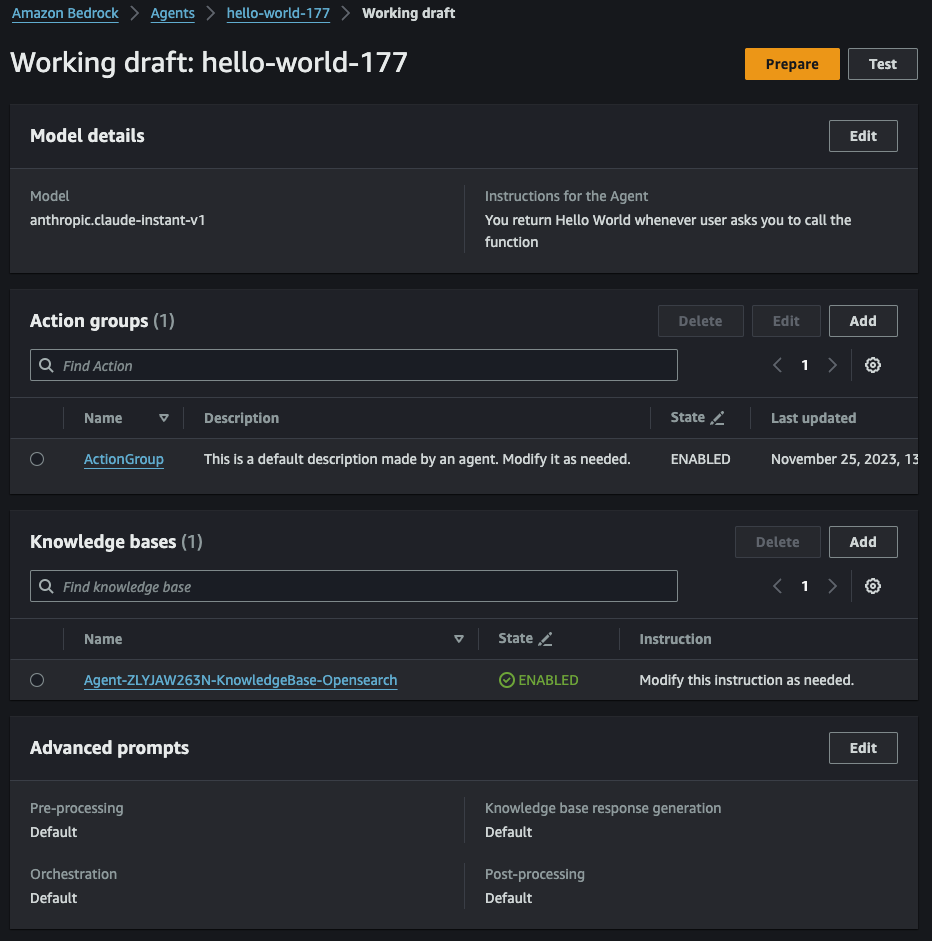 Amazon Bedrock > Agents > hello-world-177 > Working draft
Working draft: hello-world-177
Prepare Test
Model details
Edit
Model
anthropic.claude-instant-v1
Instructions for the Agent
You return Hello World whenever user asks you to call the
function
Action groups (1)
Delete Edit Add
Find Action
1
Name Description State Last updated
ActionGroup This is a default description made by an agent. Modify it as needed. ENABLED November 25, 2023, 13
Knowledge bases (1)
Delete Add
Find knowledge base
1
Name State Instruction
Agent-ZLYJAW263N-KnowledgeBase-Opensearch ENABLED Modify this instruction as needed.
Advanced prompts
Edit
Pre-processing
Default
Knowledge base response generation
Default
Orchestration
Default
Post-processing
Default